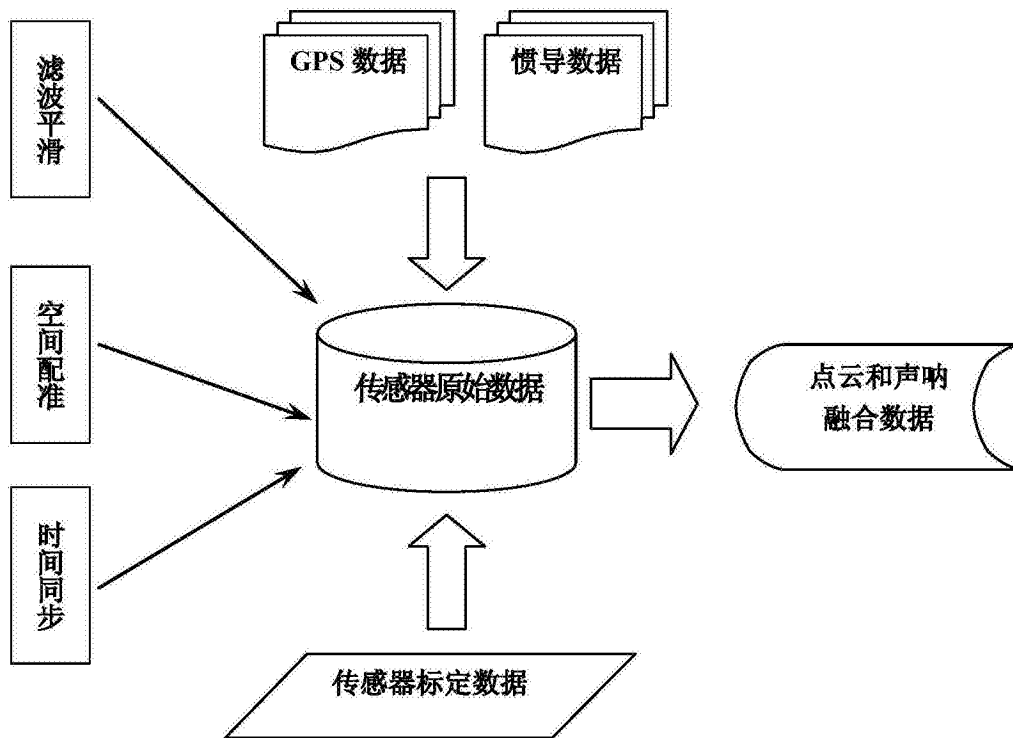 滤波平滑
GPS 数据
惯导数据
空间配准
传感器原始数据
点云和声呐
融合数据
时间同步
传感器标定数据